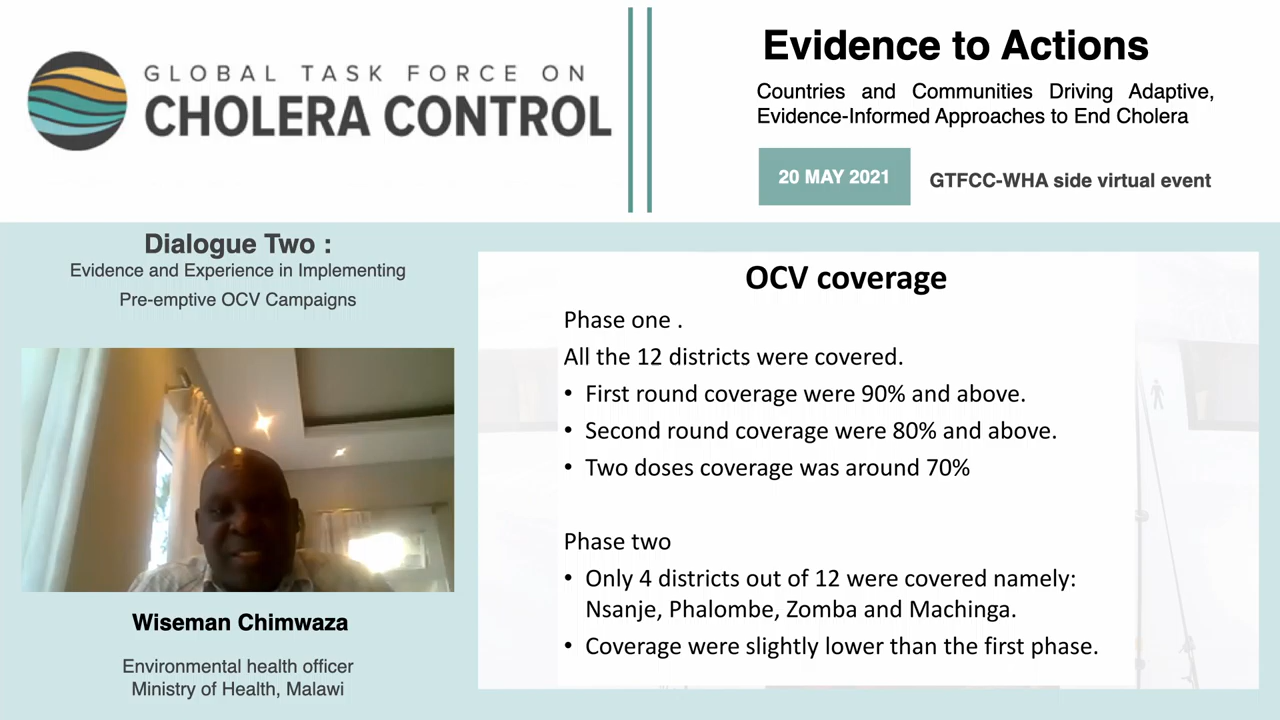 GLOBAL TASK FORCE ON
CHOLERA CONTROL
Evidence to Actions
Countries and Communities Driving Adaptive,
Evidence-Informed Approaches to End Cholera
20 MAY 2021
GTFCC-WHA side virtual event
Dialogue Two :
Evidence and Experience in Implementing
Pre-emptive OCV Campaigns
Wiseman Chimwaza
Environmental health officer
Ministry of Health, Malawi
OCV coverage
Phase one .
All the 12 districts were covered.
• First round coverage were 90% and above.
• Second round coverage were 80% and above.
• Two doses coverage was around 70%
Phase two
• Only 4 districts out of 12 were covered namely:
Nsanje, Phalombe, Zomba and Machinga.
• Coverage were slightly lower than the first phase.